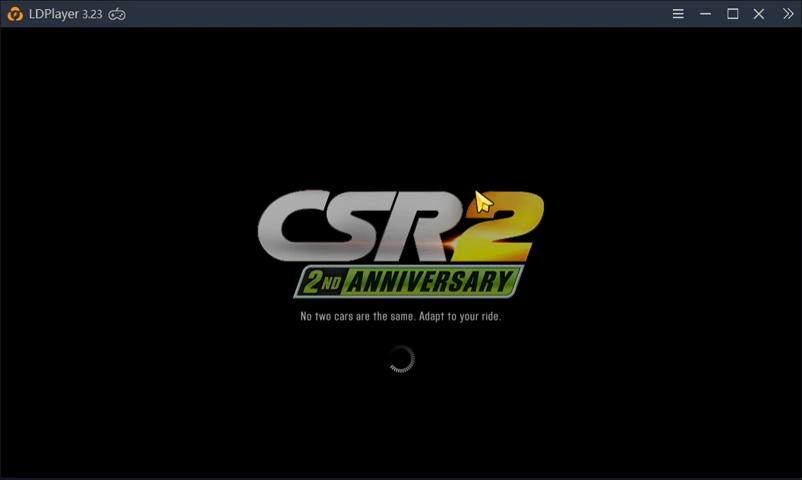 LDPlayer 3.23
CSR2
2ND ANNIVERSARY
No two cars are the same. Adapt to your ride.